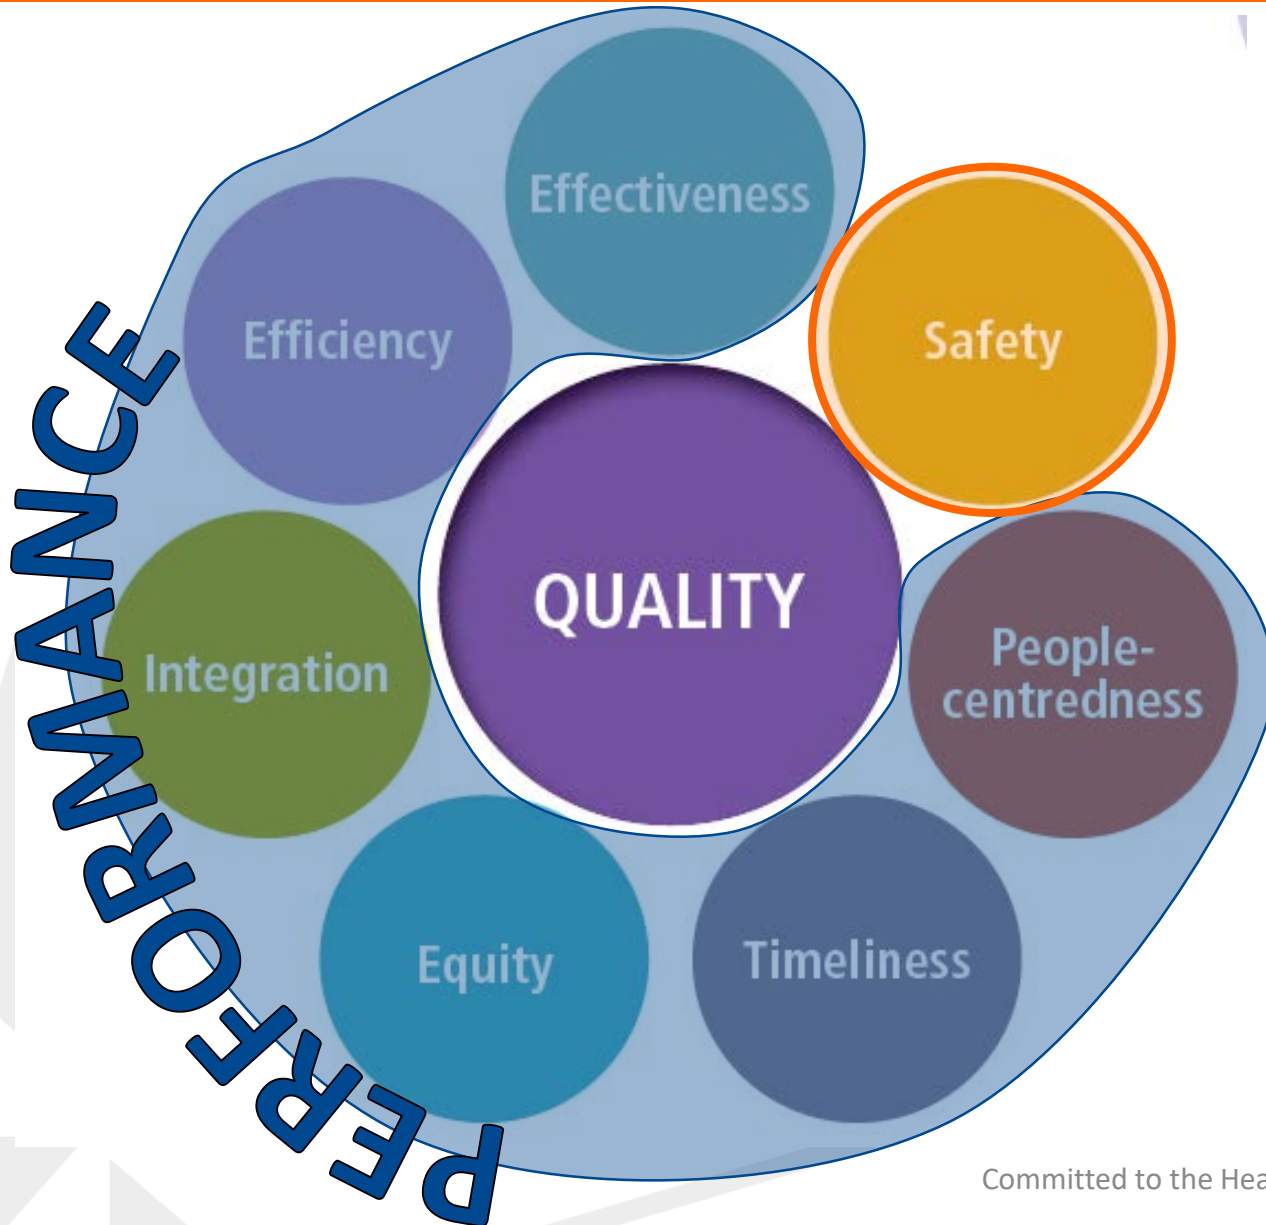 Effectiveness
Safety
Efficiency
QUALITY
People-
centredness
Integration
Equity
Timeliness
PERFORMANCE
Committed to the Hea